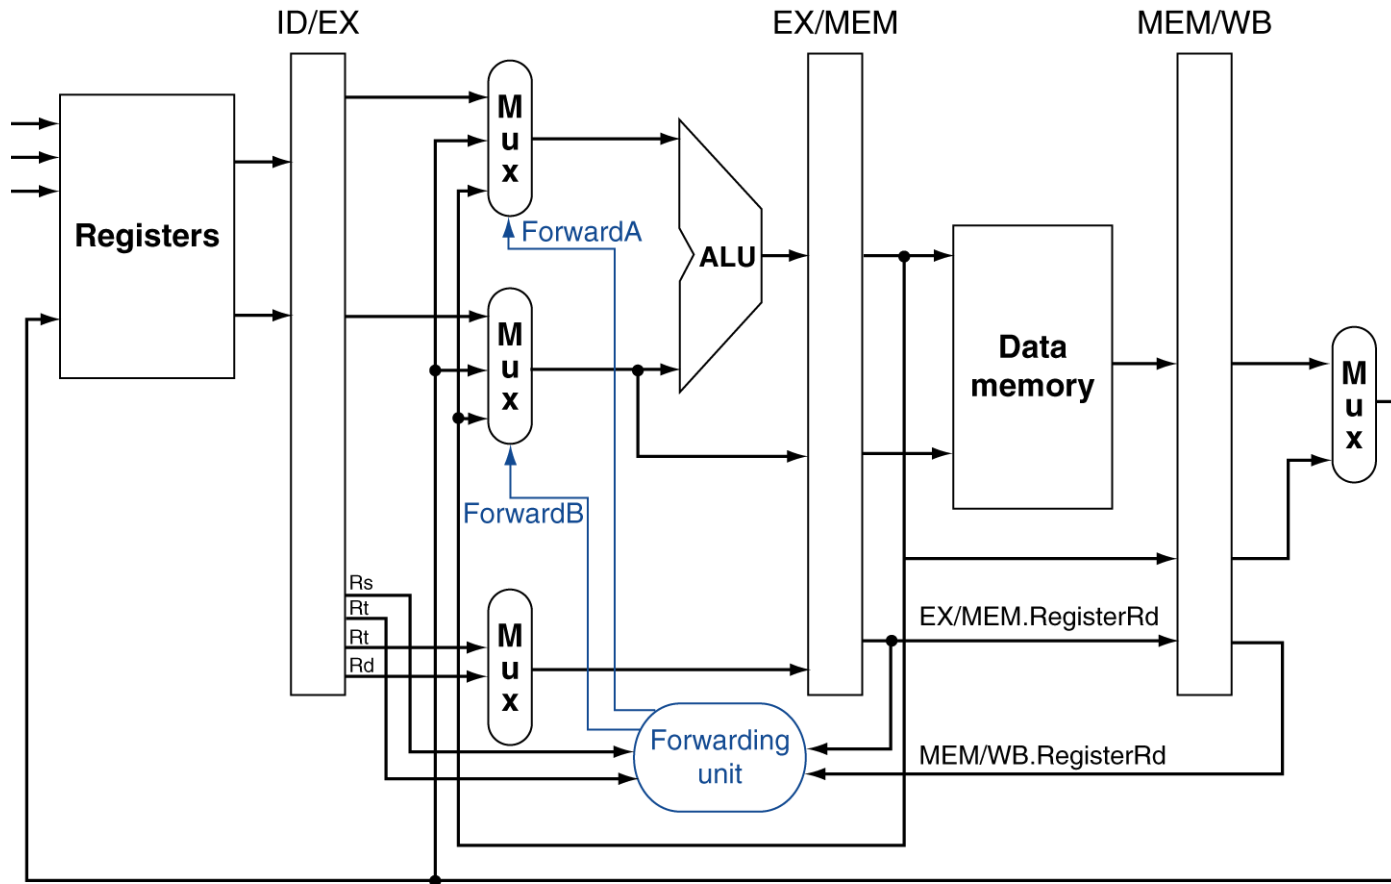 ID/EX
EX/MEM
MEM/WB
Registers
M
u
x
ForwardA
ALU
M
u
x
ForwardB
Data
memory
M
u
x
Rs
Rt
Rt
Rd
M
u
x
EX/MEM.RegisterRd
Forwarding
unit
MEM/WB.RegisterRd